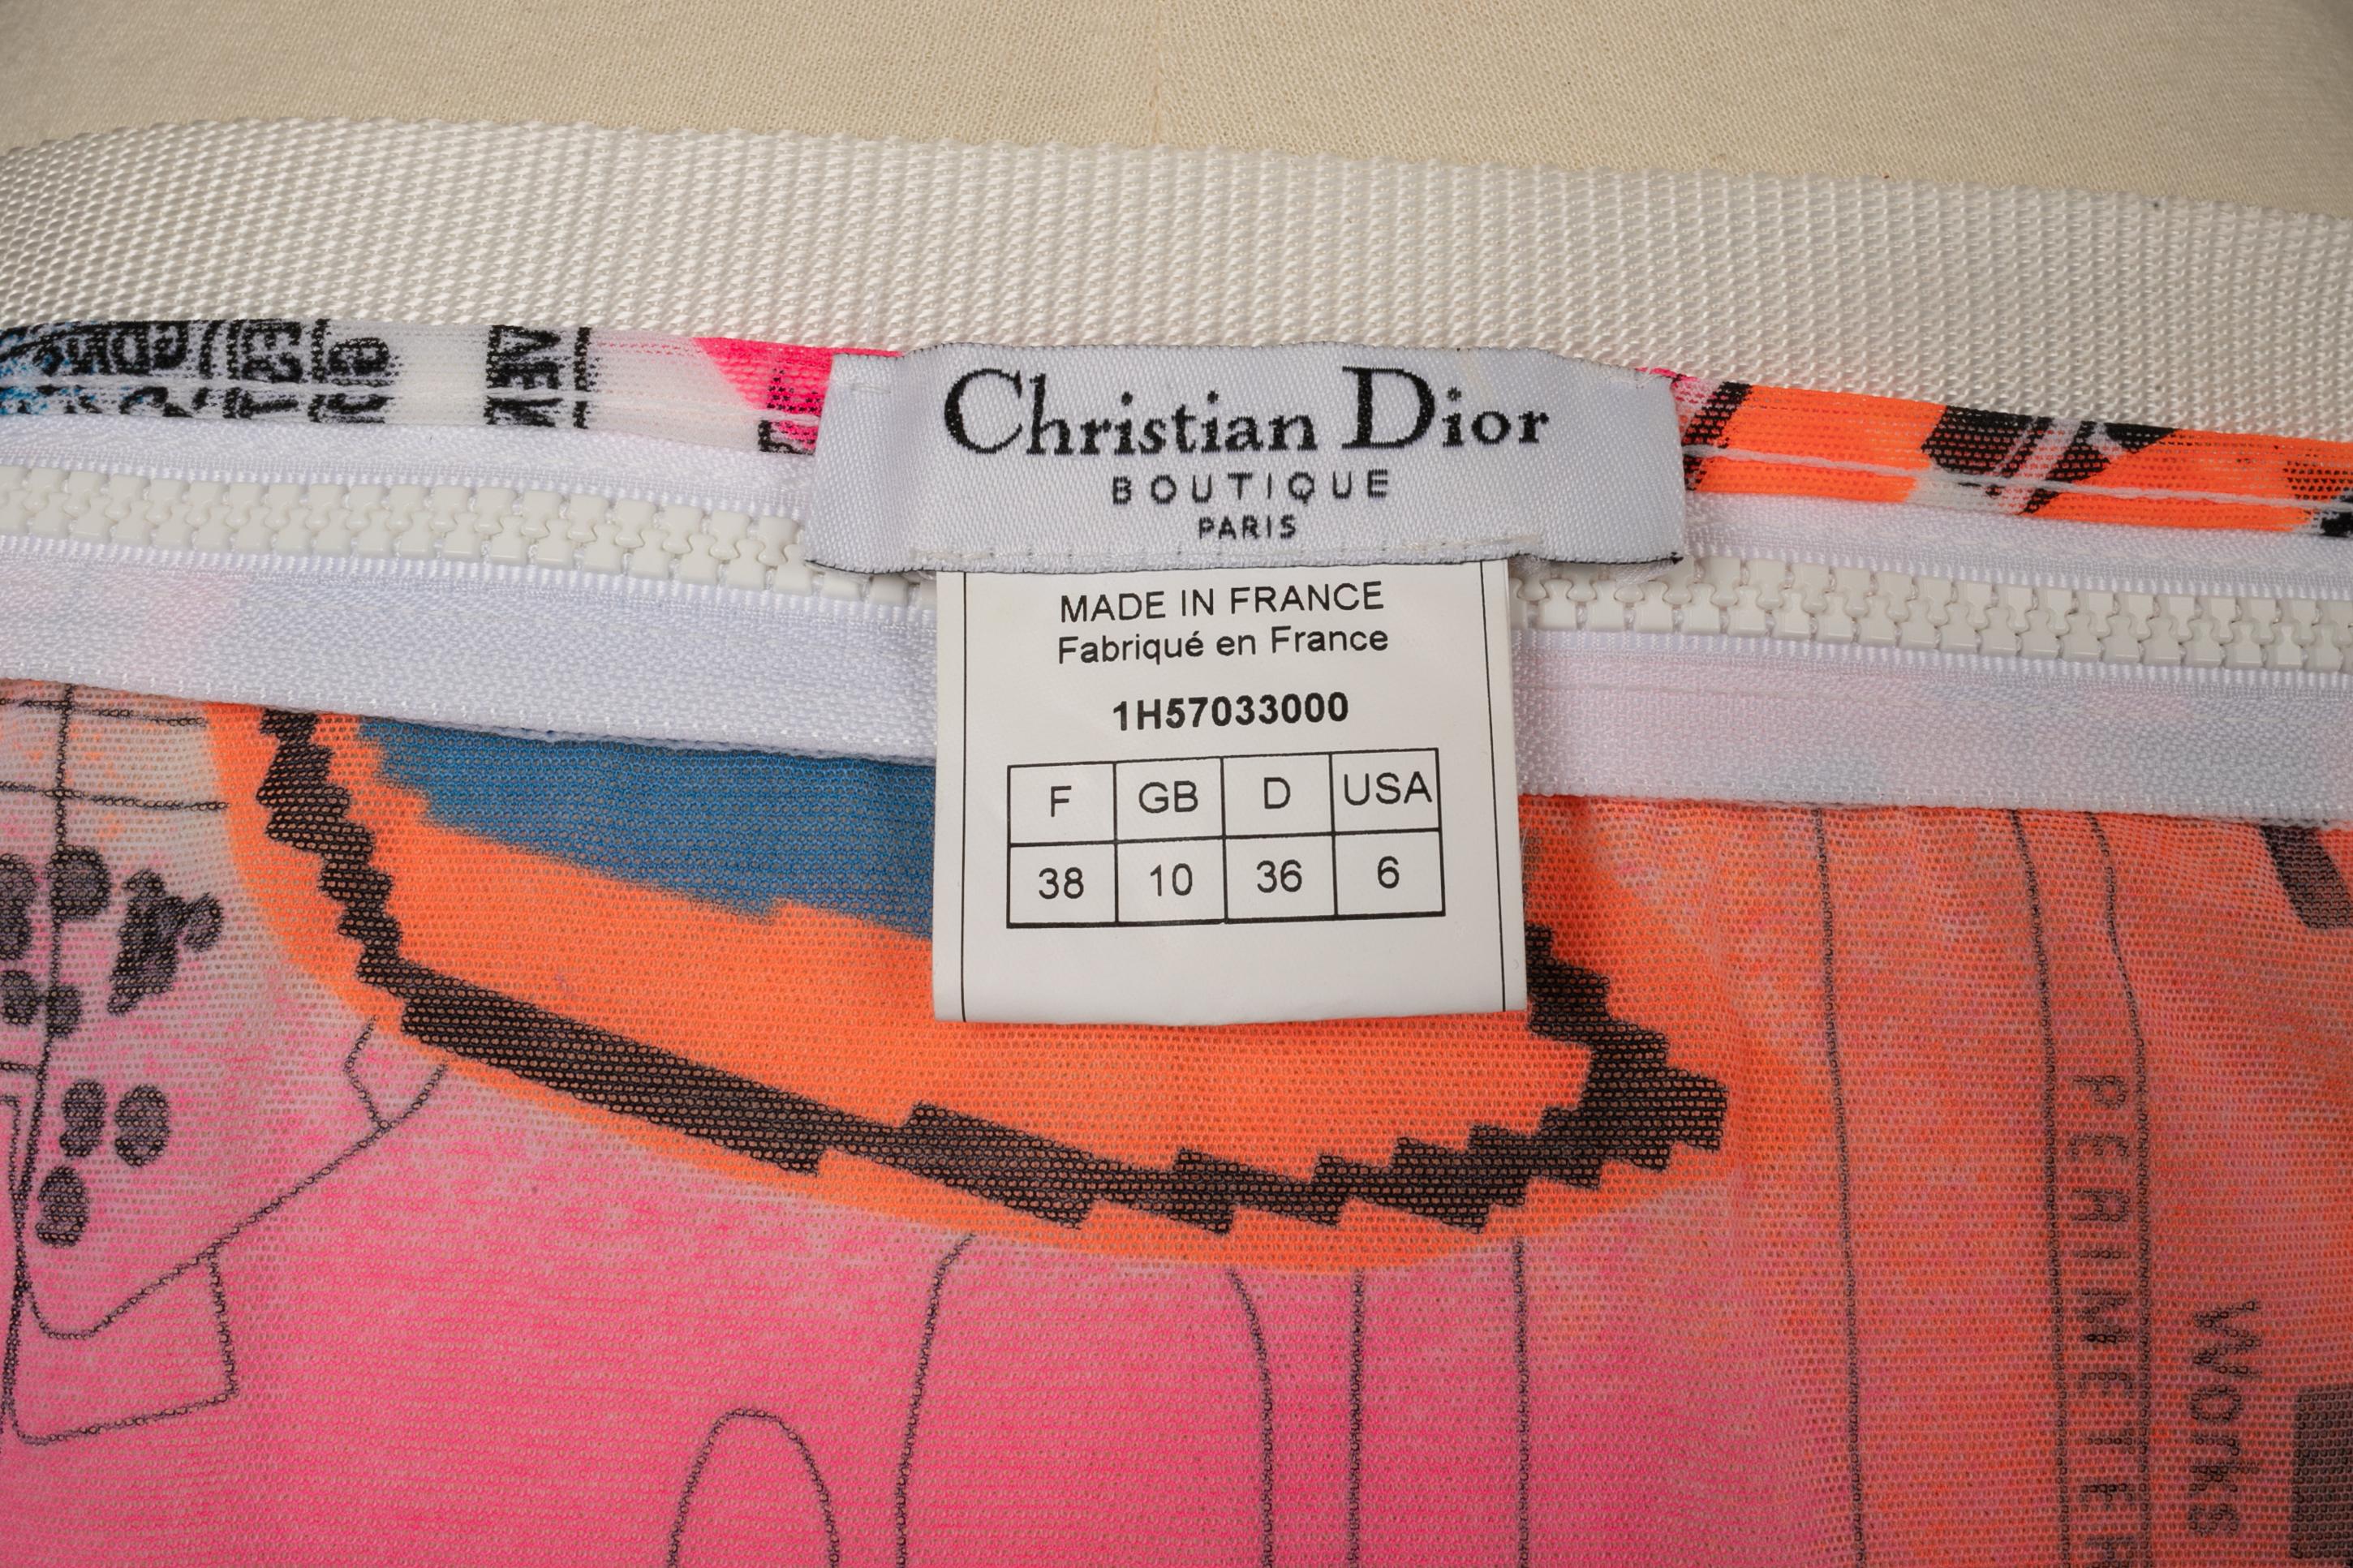 Christian Dior
BOUTIQUE
PARIS
MADE IN FRANCE
Fabriqué en France
1H57033000
F GB D USA
38 10 36 6
PERIMETER
Works